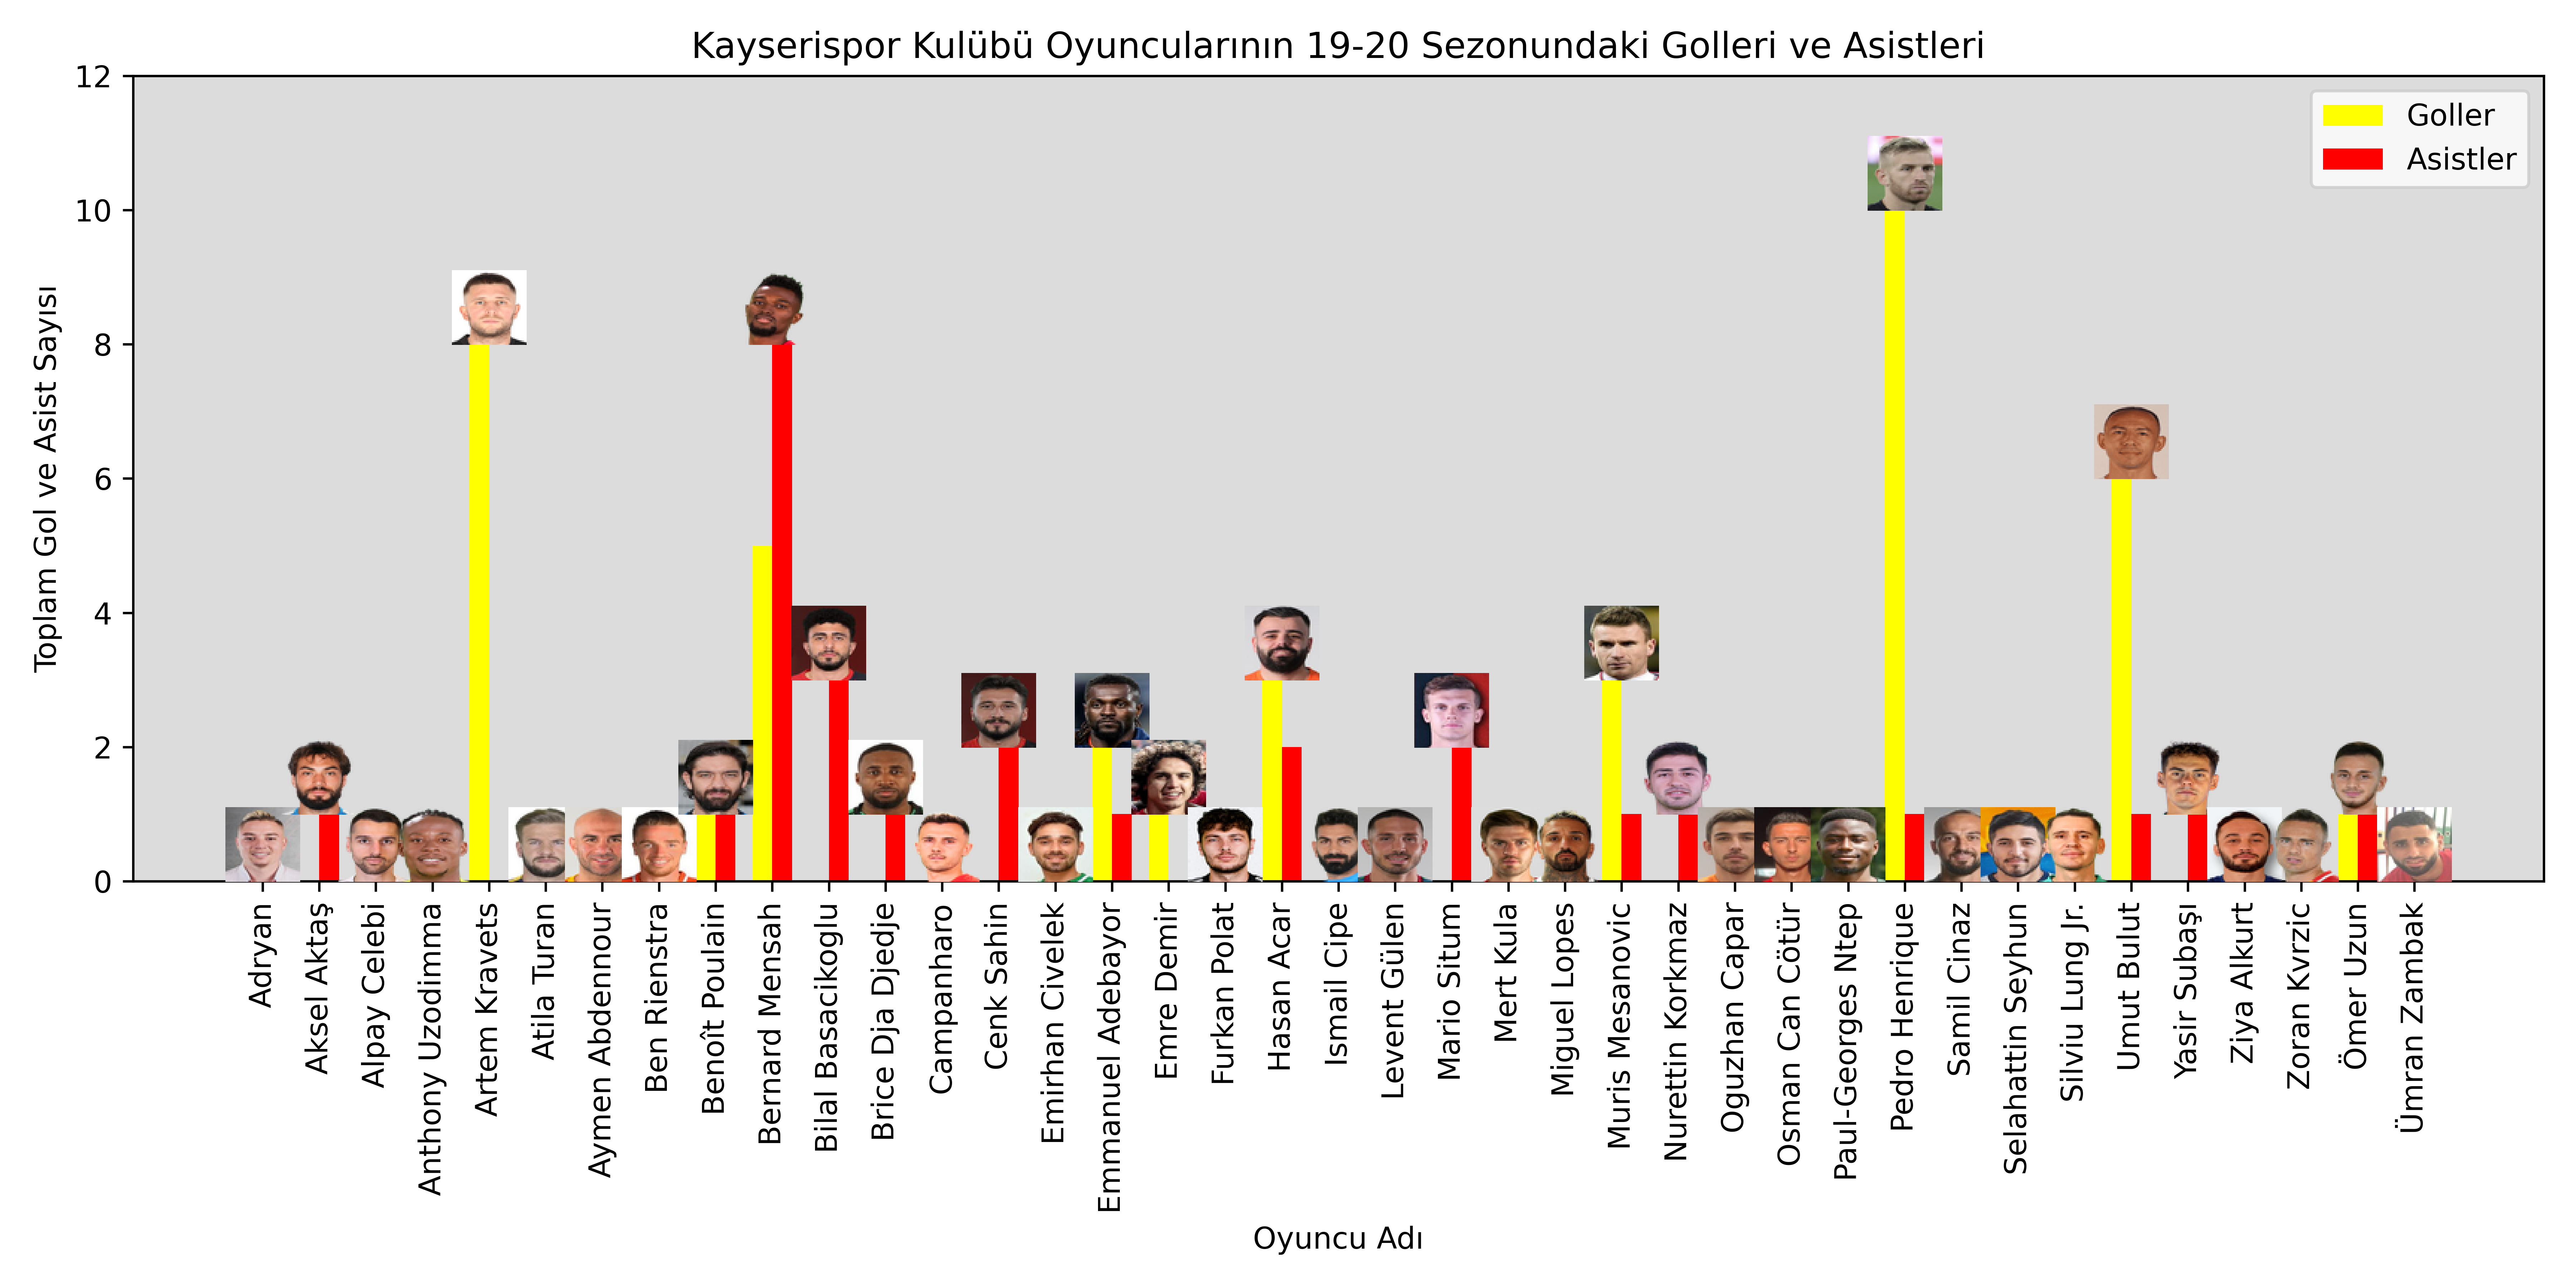 Kayserispor Kulübü Oyuncularının 19-20 Sezonundaki Golleri ve Asistleri
Goller
Asistler
Toplam Gol ve Asist Sayısı
12
10
8
6
4
2
0
Adryan
Aksel Aktaş
Alpay Celebi
Anthony Uzodimma
Artem Kravets
Atila Turan
Aymen Abdennour
Ben Rienstra
Benoît Poulain
Bernard Mensah
Bilal Basacikoglu
Brice Dja Djedje
Campanharo
Cenk Sahin
Emirhan Civelek
Emmanuel Adebayor
Emre Demir
Furkan Polat
Hasan Acar
Ismail Cipe
Levent Gülen
Mario Situm
Mert Kula
Miguel Lopes
Muris Mesanovic
Nurettin Korkmaz
Oguzhan Capar
Osman Can Cötür
Paul-Georges Ntep
Pedro Henrique
Samil Cinaz
Selahattin Seyhun
Silviu Lung Jr.
Umut Bulut
Yasir Subaşı
Ziya Alkurt
Zoran Kvrzic
Ömer Uzun
Ümran Zambak
Oyuncu Adı